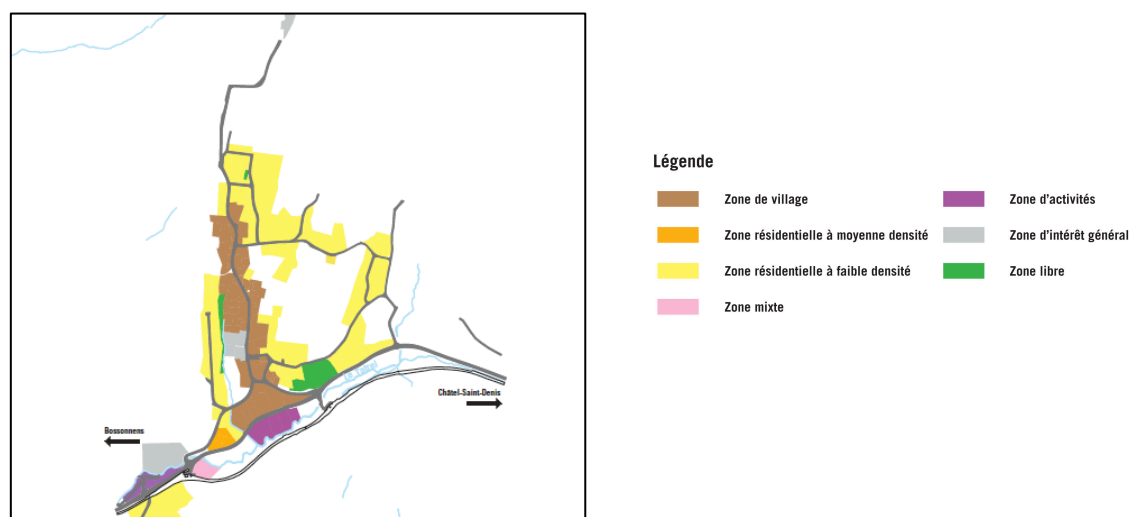 Châtel-Saint-Denis
Bossonnens
Légende
Zone de village
Zone résidentielle à moyenne densité
Zone résidentielle à faible densité
Zone mixte
Zone d'activités
Zone d'intérêt général
Zone libre